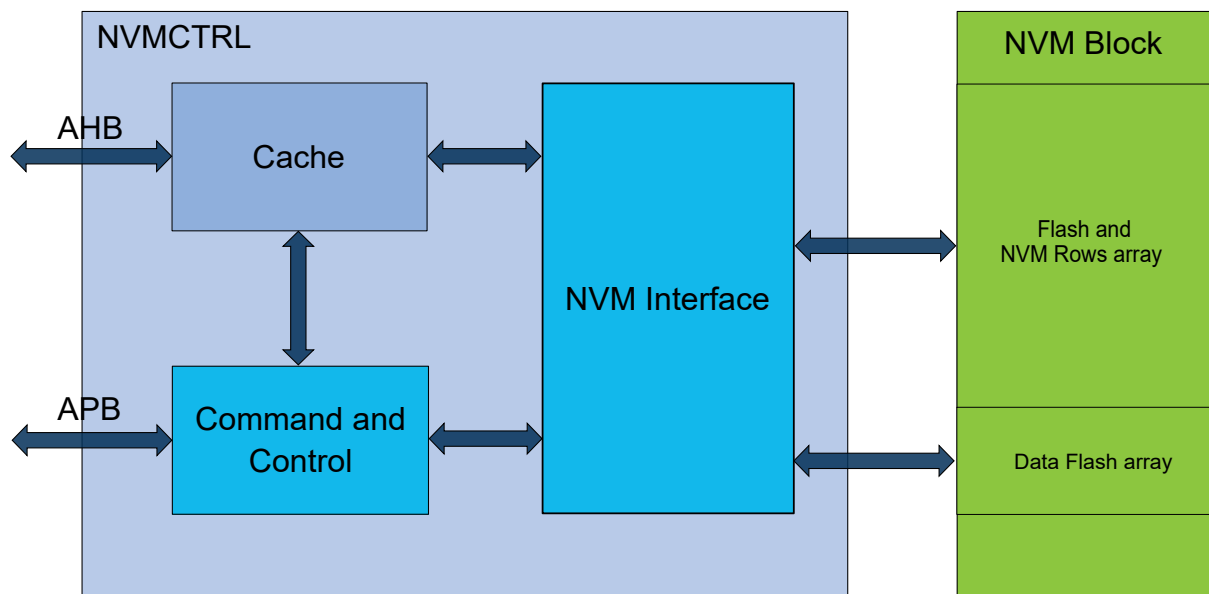 NVMCTRL
NVM Block
AHB
Cache
Flash and
NVM Rows array
NVM Interface
APB
Command and
Control
Data Flash array